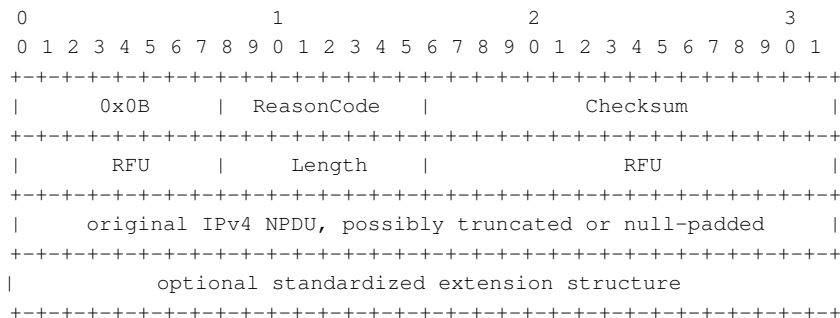 0                   1                   2                   3
0 1 2 3 4 5 6 7 8 9 0 1 2 3 4 5 6 7 8 9 0 1 2 3 4 5 6 7 8 9 0 1
+-+-+-+-+-+-+-+-+-+-+-+-+-+-+-+-+-+-+-+-+-+-+-+-+-+-+-+-+-+-+-+-+
|     0x0B      |  ReasonCode   |            Checksum           |
+-+-+-+-+-+-+-+-+-+-+-+-+-+-+-+-+-+-+-+-+-+-+-+-+-+-+-+-+-+-+-+-+
|      RFU      |     Length    |               RFU             |
+-+-+-+-+-+-+-+-+-+-+-+-+-+-+-+-+-+-+-+-+-+-+-+-+-+-+-+-+-+-+-+-+
|     original IPv4 NPDU, possibly truncated or null-padded     |
+-+-+-+-+-+-+-+-+-+-+-+-+-+-+-+-+-+-+-+-+-+-+-+-+-+-+-+-+-+-+-+-+
|           optional standardized extension structure
+-+-+-+-+-+-+-+-+-+-+-+-+-+-+-+-+-+-+-+-+-+-+-+-+-+-+-+-+-+-+-+-+